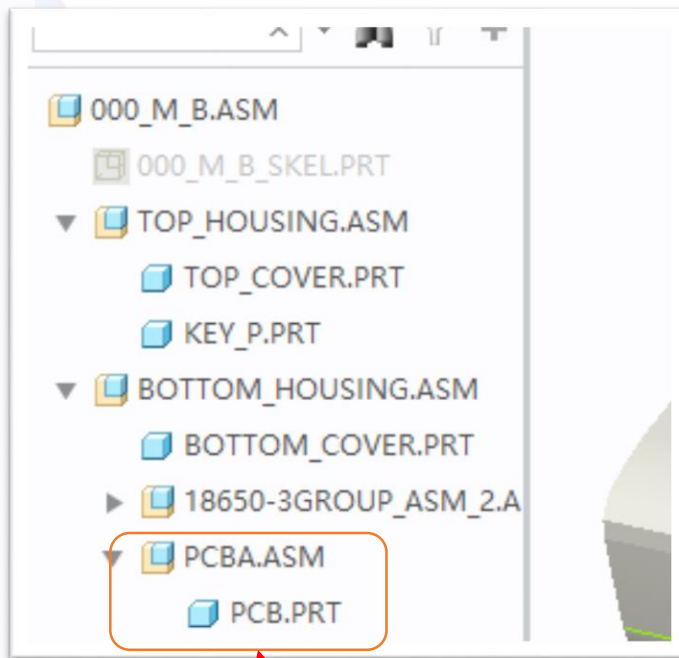 000_M_B.ASM
000_M_B_SKEL.PRT
TOP_HOUSING.ASM
TOP_COVER.PRT
KEY_P.PRT
BOTTOM_HOUSING.ASM
BOTTOM_COVER.PRT
18650-3GROUP_ASM_2.A
PCBA.ASM
PCB.PRT